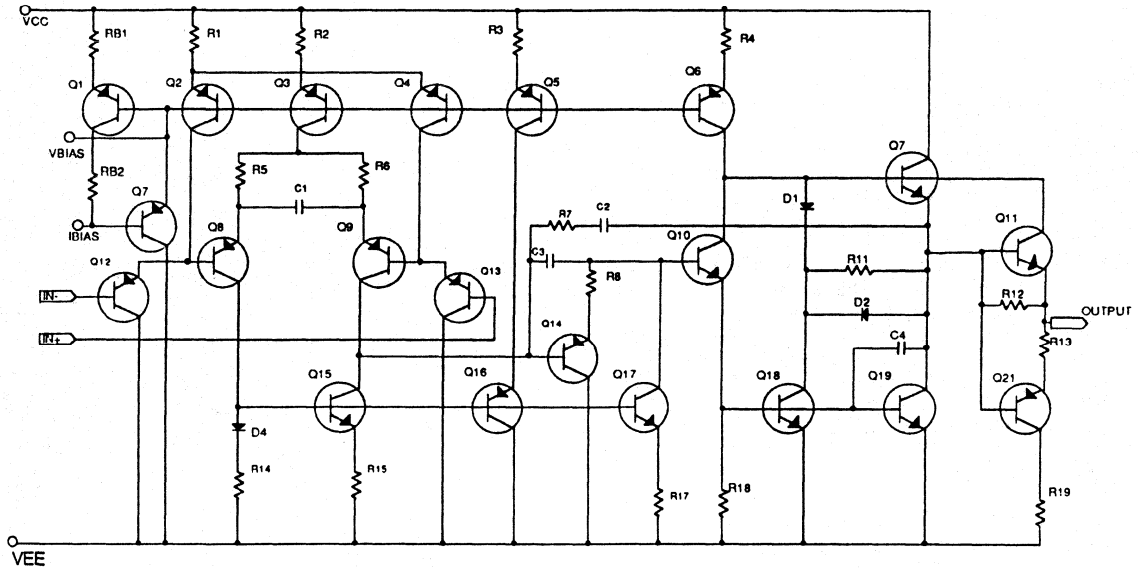 VCC
RB1
R1
R2
R3
R4
Q1
Q2
Q3
Q4
Q5
Q6
VBIAS
RB2
R5
R6
Q7
D1
Q7
C1
R7
C2
Q11
IBIAS
Q8
Q9
Q10
C3
Q12
Q13
R8
R11
IN-
R12
D2
OUTPUT
IN+
Q14
C4
R13
Q15
Q16
Q17
Q18
Q19
Q21
D4
R14
R15
R17
R18
R19
VEE